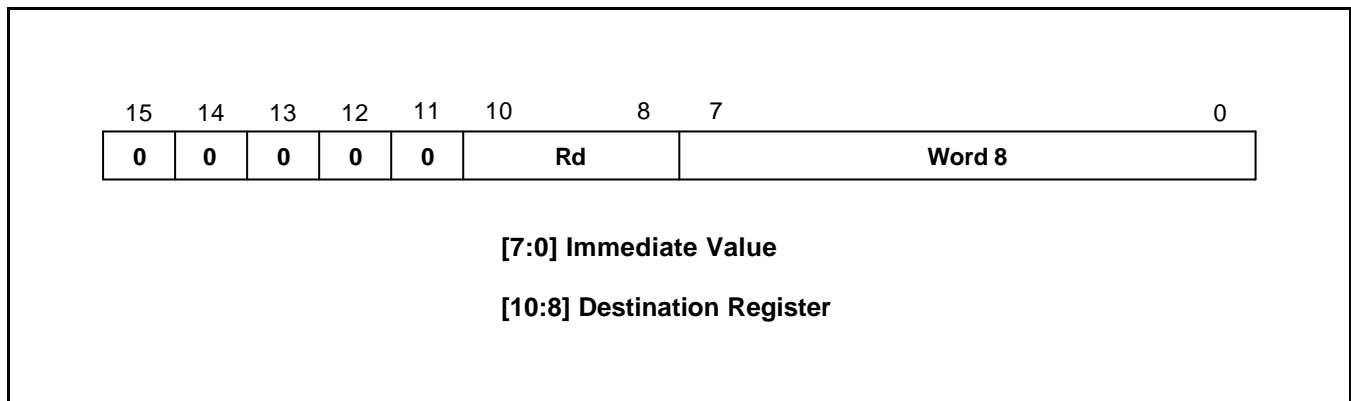 15 14 13 12 11 10 8 7 0
0 0 0 0 0 Rd Word 8
[7:0] Immediate Value
[10:8] Destination Register